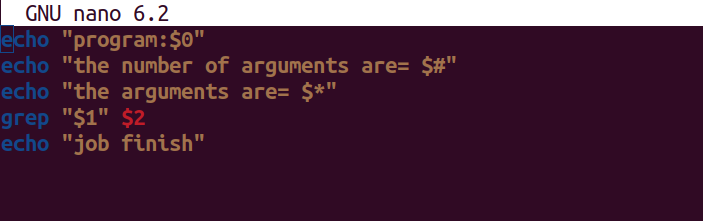 GNU nano 6.2
echo "program:$0"
echo "the number of arguments are= $#"
echo "the arguments are= $*"
grep "$1" $2
echo "job finish"